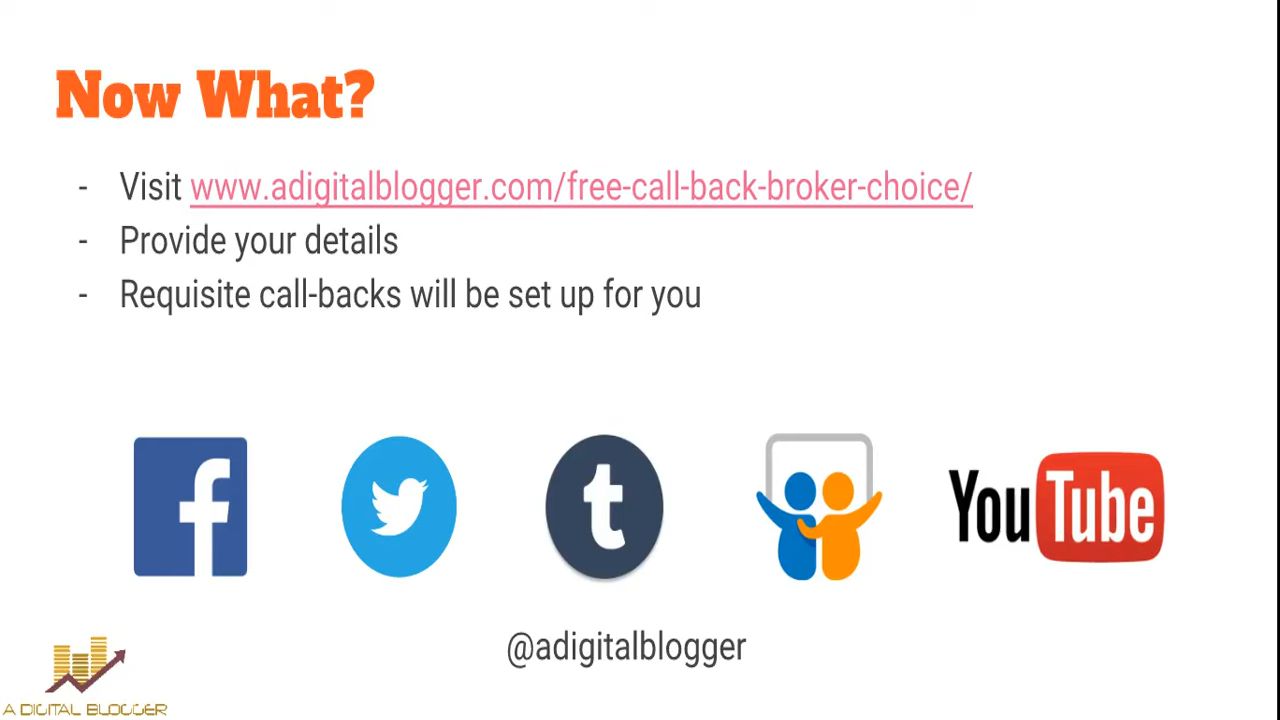 Now What?
- Visit www.adigitalblogger.com/free-call-back-broker-choice/
- Provide your details
- Requisite call-backs will be set up for you
f
t
You Tube
@adigitalblogger
A DIGITAL BLOGGER